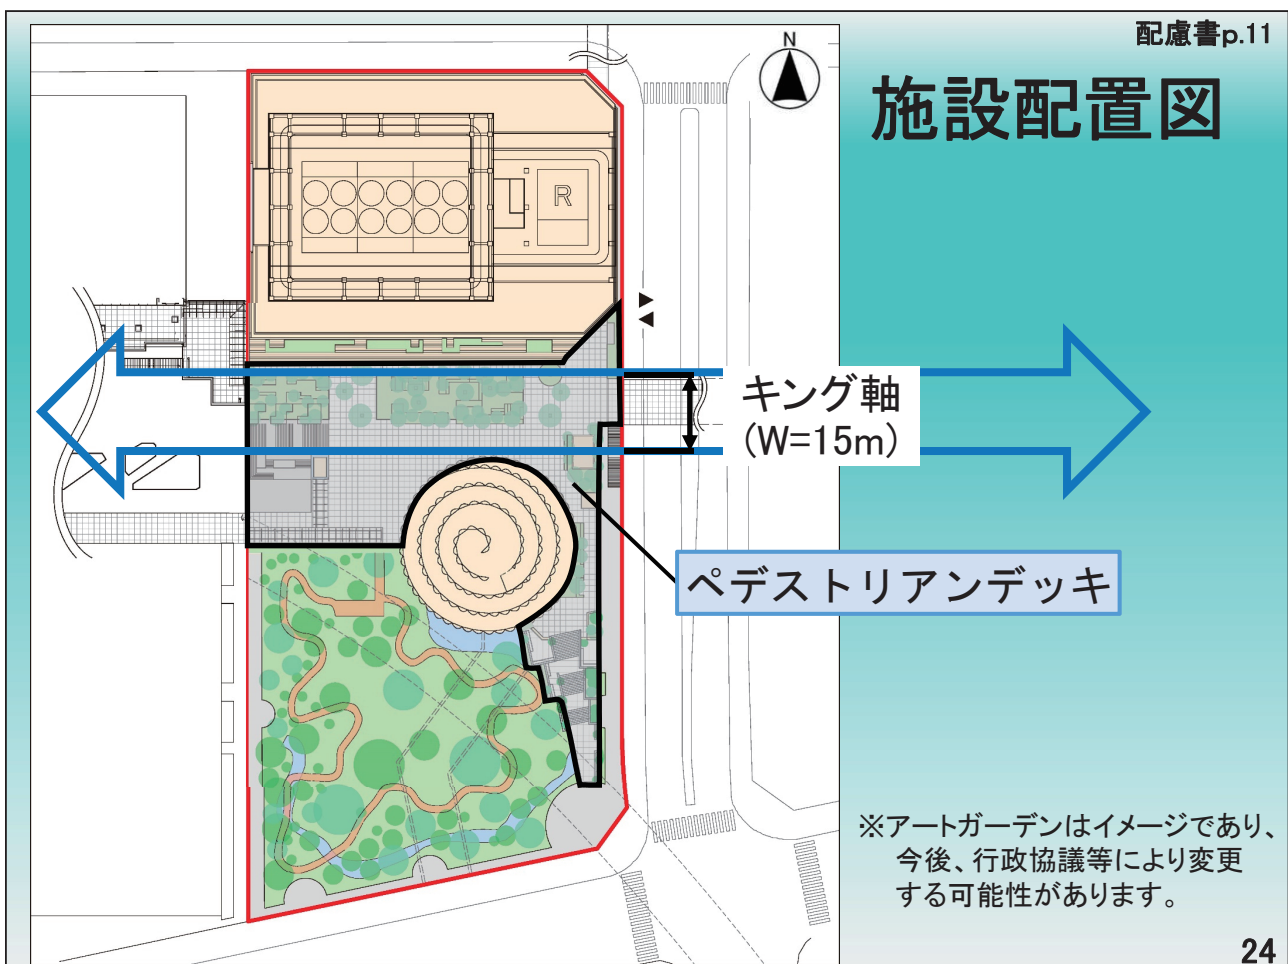 配慮書p.11
施設配置図
N
R
キング軸
(W=15m)
ペデストリアンデッキ
※アートガーデンはイメージであり、
今後、行政協議等により変更
する可能性があります。
24